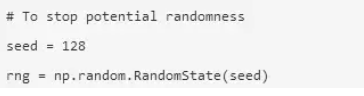 # To stop potential randomness
seed = 128
rng = np.random.RandomState(seed)